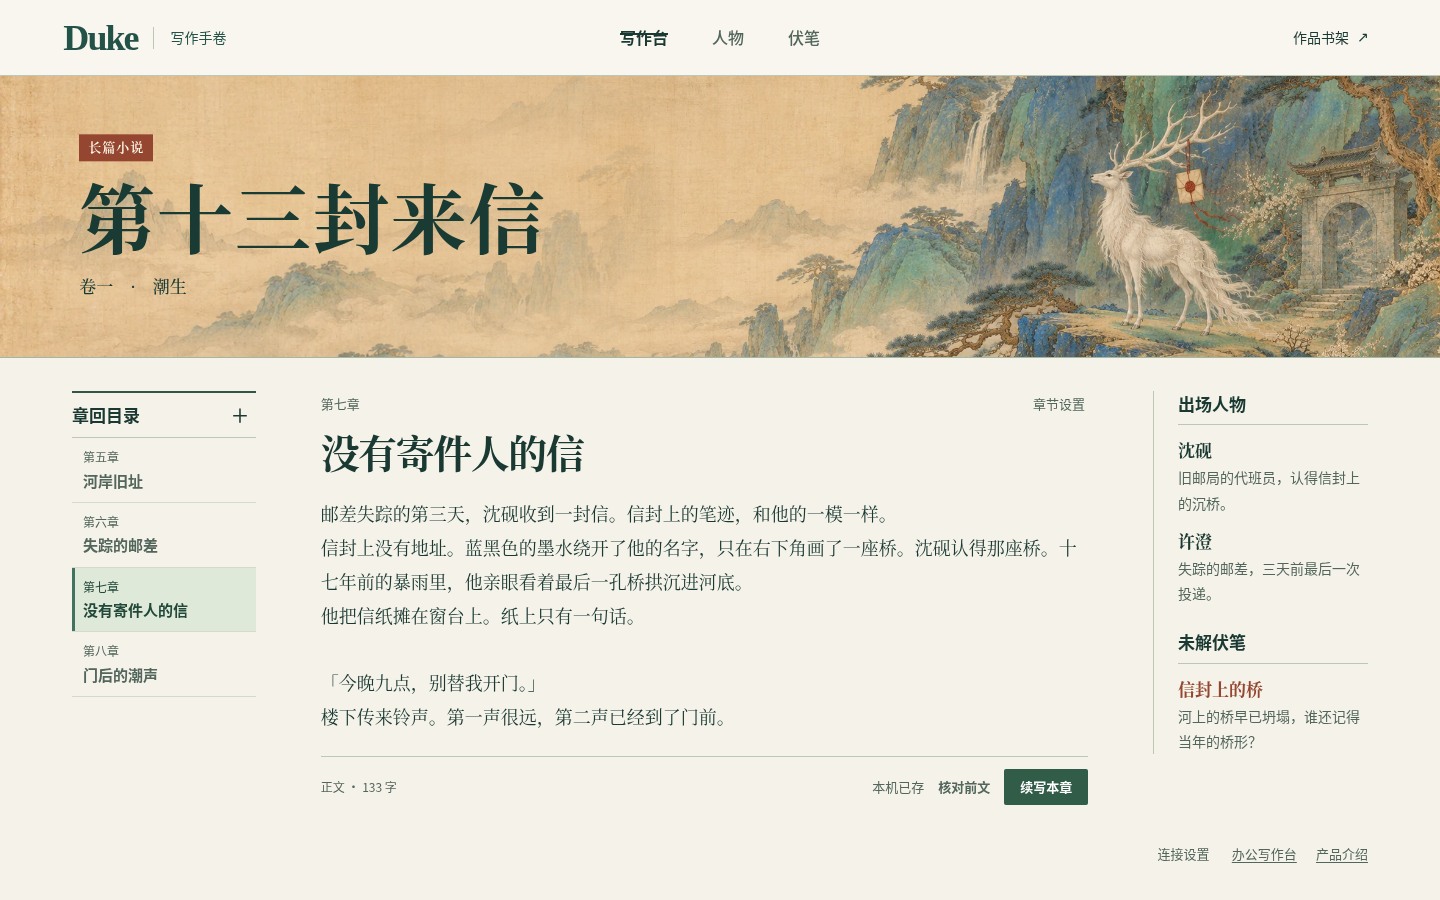 Duke 写作手卷 写作台 人物 伏笔 作品书架 ↗
长篇小说
第十三封来信
卷一 · 潮生
章回目录 +
第五章
河岸旧址
第六章
失踪的邮差
第七章
没有寄件人的信
第八章
门后的潮声
第七章 章节设置
没有寄件人的信
邮差失踪的第三天，沈砚收到一封信。信封上的笔迹，和他的一模一样。
信封上没有地址。蓝黑色的墨水绕开了他的名字，只在右下角画了一座桥。沈砚认得那座桥。十
七年前的暴雨里，他亲眼看着最后一孔桥拱沉进河底。
他把信纸摊在窗台上。纸上只有一句话。
「今晚九点，别替我开门。」
楼下传来铃声。第一声很远，第二声已经到了门前。
正文 · 133 字 本机已存 核对前文 续写本章
出场人物
沈砚
旧邮局的代班员，认得信封上
的沉桥。
许澄
失踪的邮差，三天前最后一次
投递。
未解伏笔
信封上的桥
河上的桥早已坍塌，谁还记得
当年的桥形？
连接设置 办公写作台 产品介绍